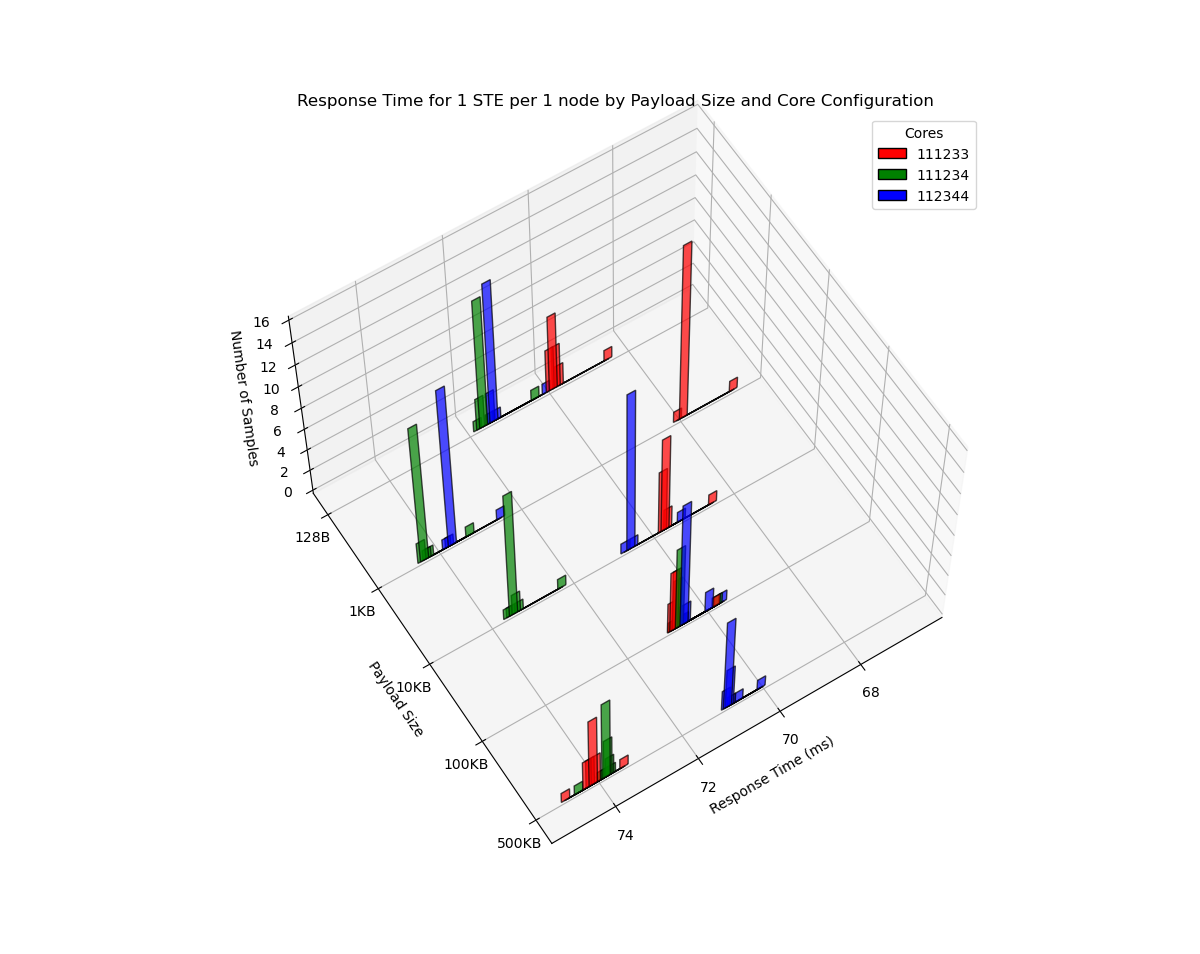 Response Time for 1 STE per 1 node by Payload Size and Core Configuration
Cores
111233
111234
112344
16
14
12
10
8
6
4
2
0
Number of Samples
128B
1KB
10KB
100KB
500KB
Payload Size
68
70
72
74
Response Time (ms)